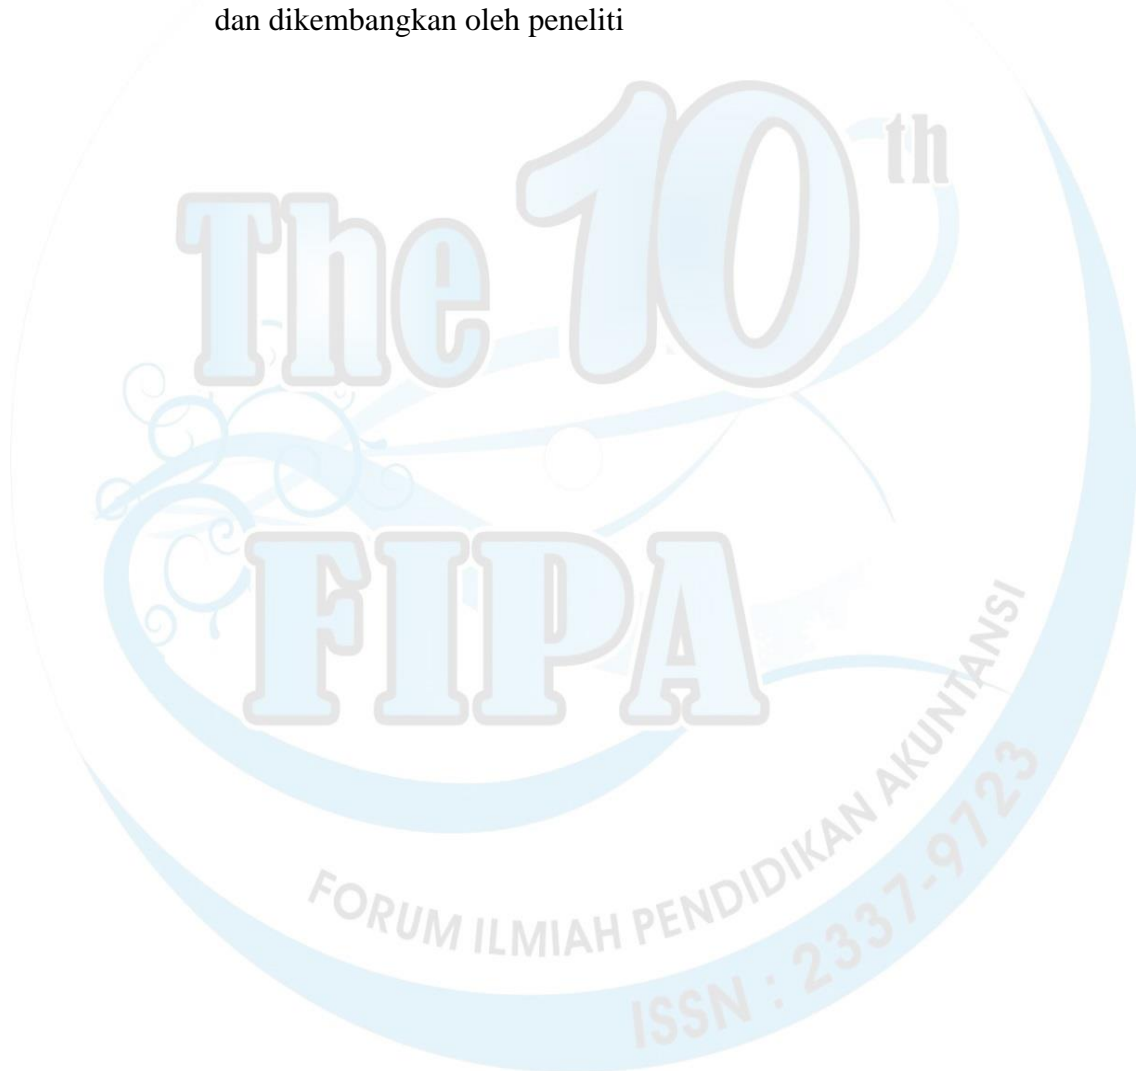 dan dikembangkan oleh peneliti
The 10th
FIPA
FORUM ILMIAH PENDIDIKAN AKUNTANSI
ISSN : 2337-9723